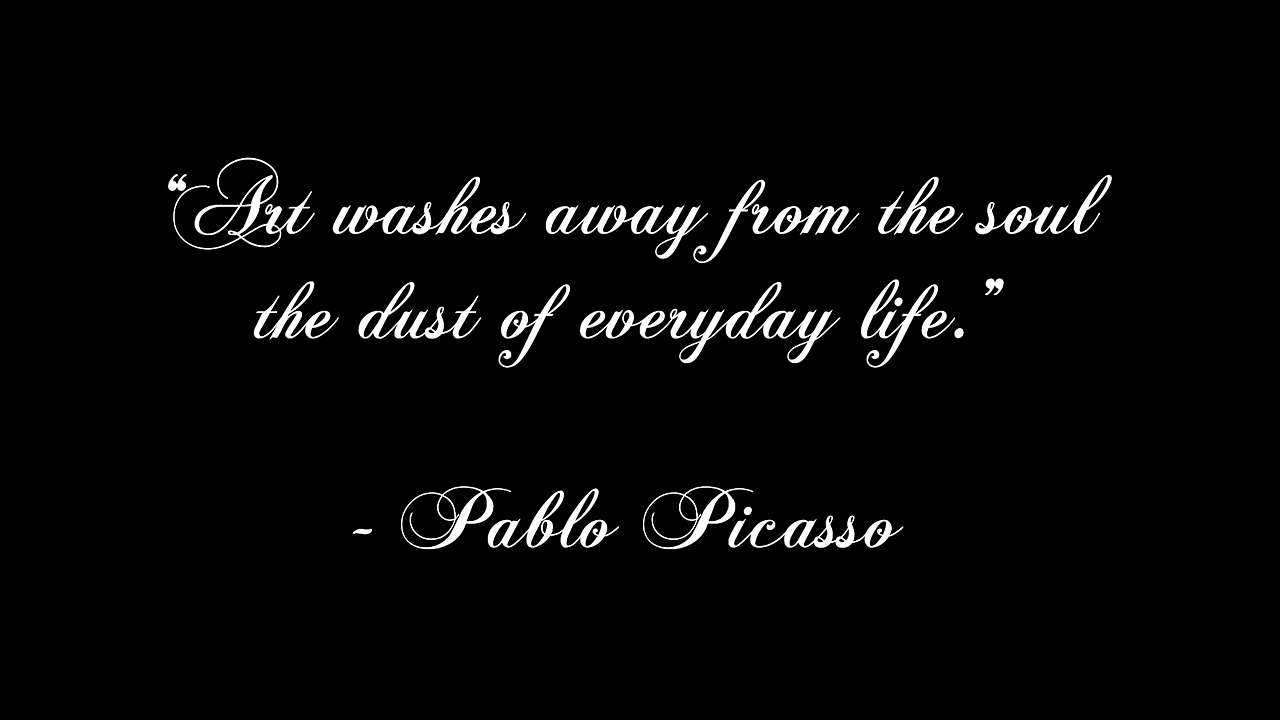 “Art washes away from the soul
the dust of everyday life.”
- Pablo Picasso